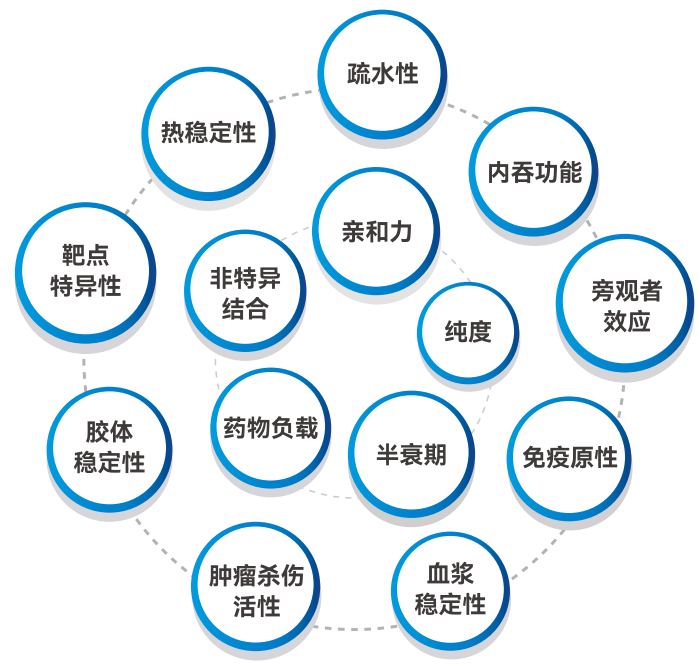 疏水性
热稳定性
内吞功能
亲和力
靶点
特异性
非特异
结合
旁观者
效应
纯度
胶体
稳定性
药物负载
半衰期
免疫原性
肿瘤杀伤
活性
血浆
稳定性